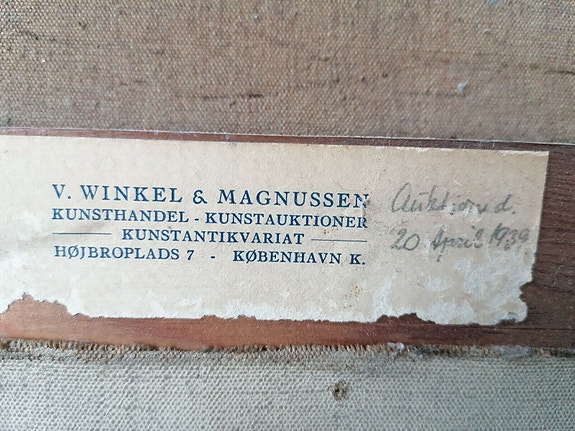 V. WINKEL & MAGNUSSEN
KUNSTHANDEL - KUNSTAUKTIONER
KUNSTANTIKVARIAT
HØJBROPLADS 7 - KØBENHAVN K.
Auktion d.
20 April 1939